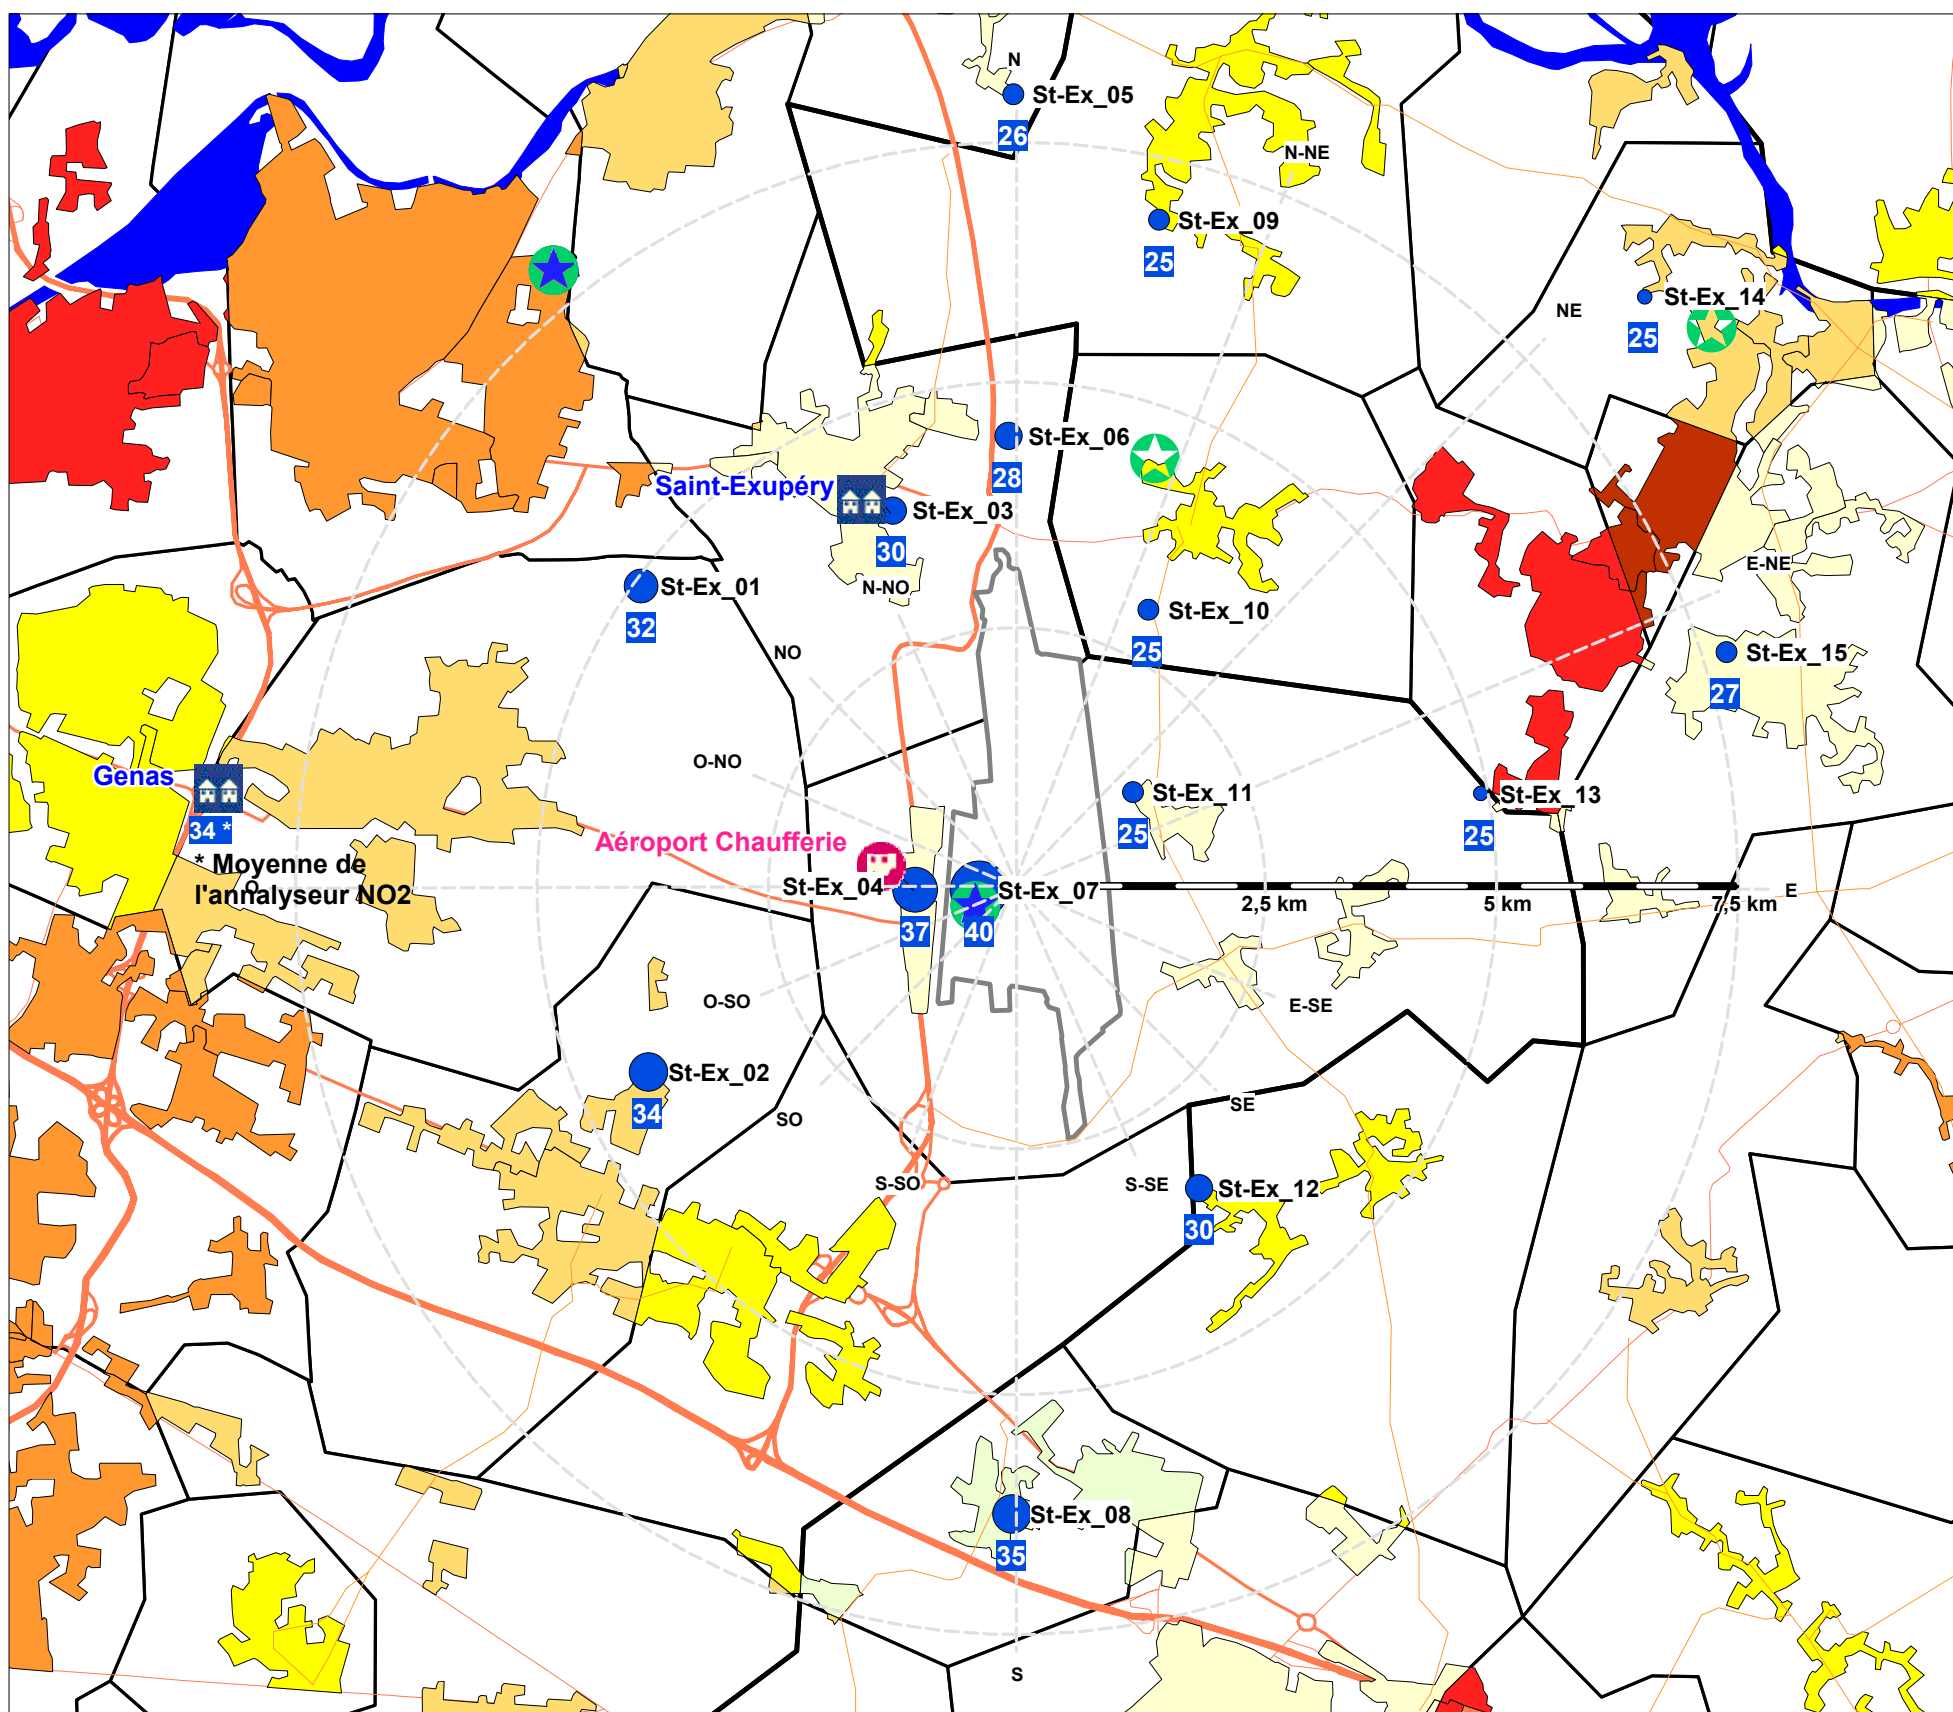 N
St-Ex_05
26
N-NE
St-Ex_09
25
St-Ex_14
NE
25
St-Ex_06
28
Saint-Exupéry
St-Ex_03
30
N-NO
E-NE
St-Ex_01
32
St-Ex_10
25
NO
St-Ex_15
27
O-NO
Genas
34 *
St-Ex_11
25
St-Ex_13
25
Aéroport Chaufferie
* Moyenne de
l'annalyseur NO2
O
St-Ex_04
37
St-Ex_07
40
2,5 km
5 km
7,5 km
E
O-SO
E-SE
St-Ex_02
34
SO
SE
S-SO
S-SE
St-Ex_12
30
St-Ex_08
35
S